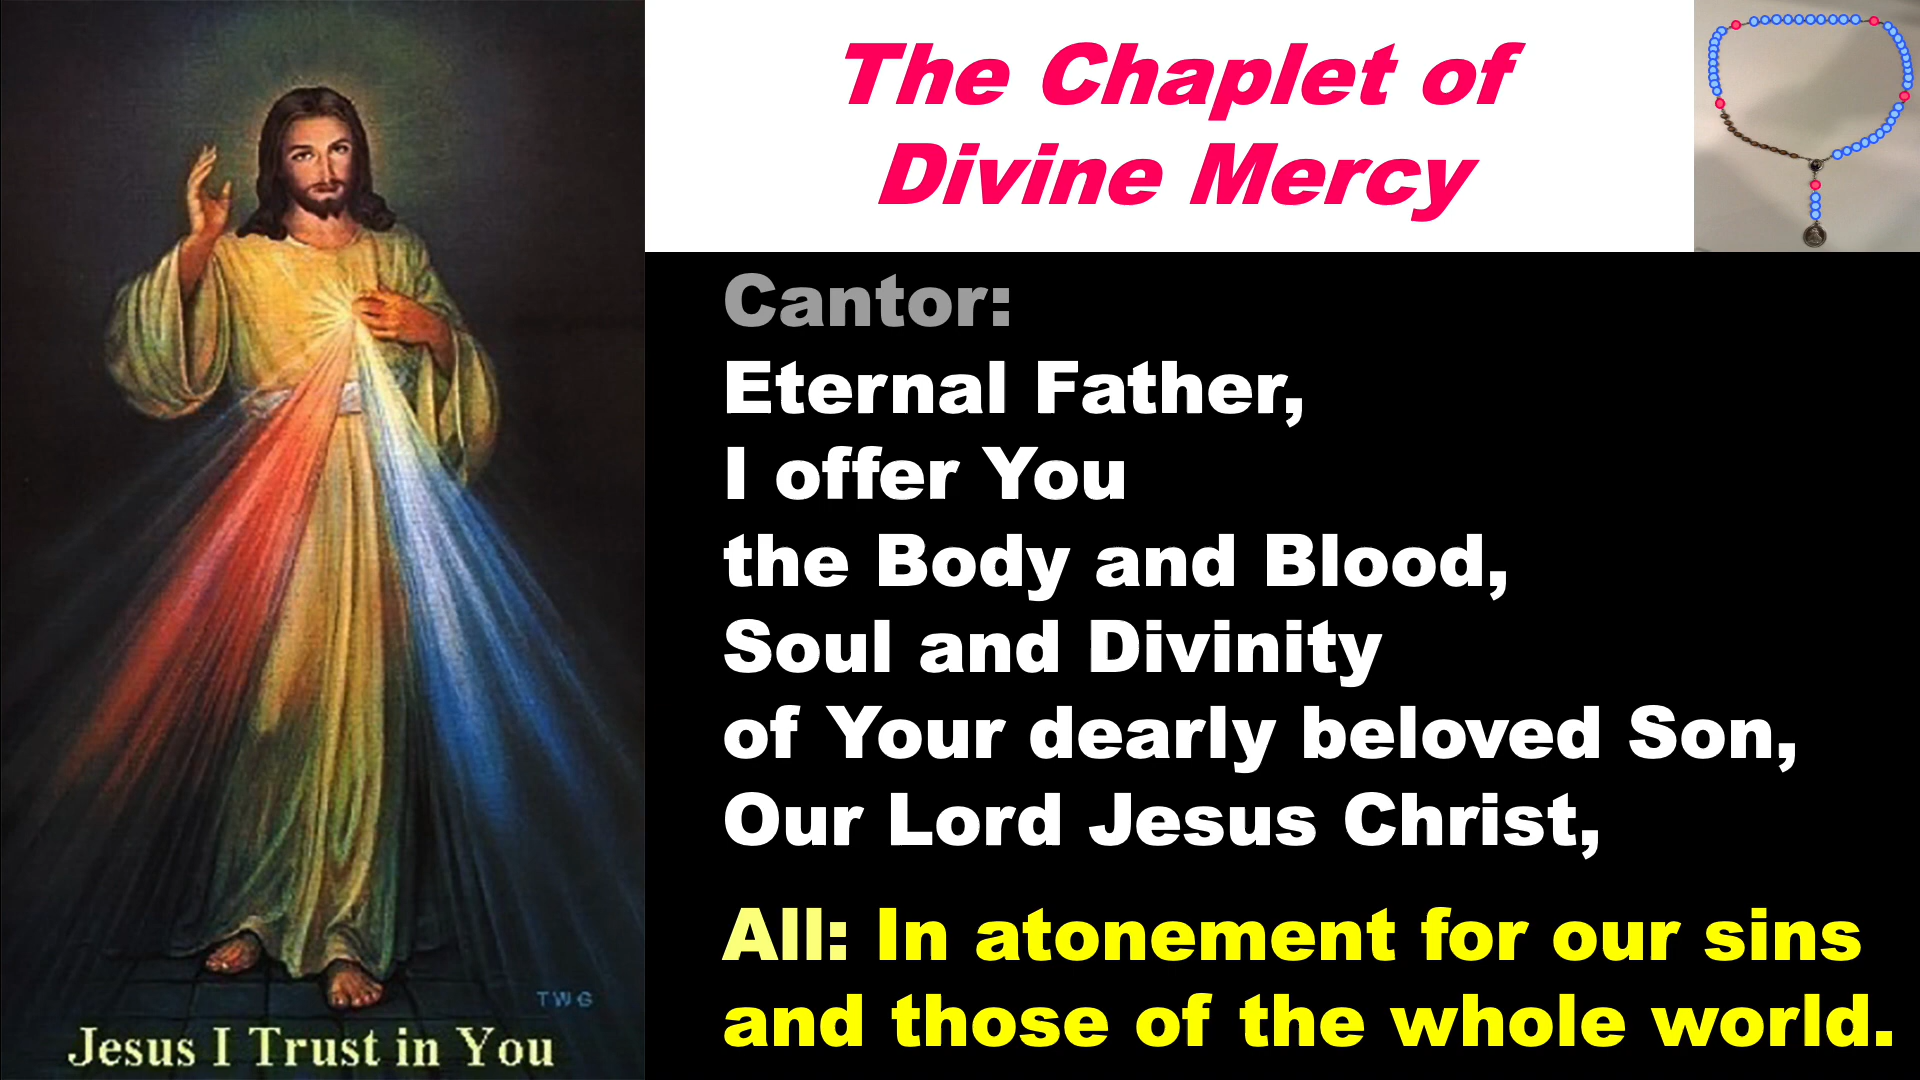 The Chaplet of
Divine Mercy
Cantor:
Eternal Father,
I offer You
the Body and Blood,
Soul and Divinity
of Your dearly beloved Son,
Our Lord Jesus Christ,
All: In atonement for our sins
and those of the whole world.
TWG
Jesus I Trust in You